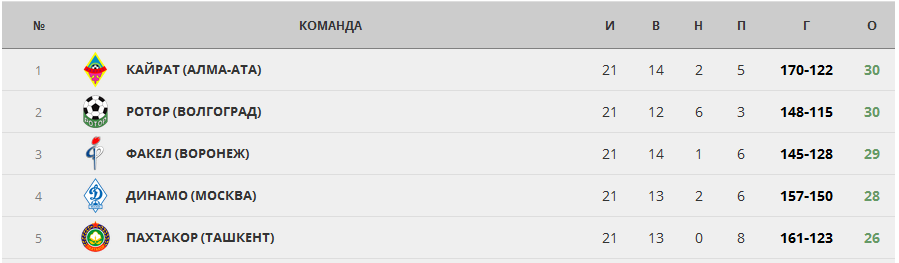 № КОМАНДА И В Н П Г О
1 КАЙРАТ (АЛМА-АТА) 21 14 2 5 170-122 30
2 РОТОР РОТОР (ВОЛГОГРАД) 21 12 6 3 148-115 30
3 ФАКЕЛ (ВОРОНЕЖ) 21 14 1 6 145-128 29
4 ДИНАМО (МОСКВА) 21 13 2 6 157-150 28
5 ПАХТАКОР (ТАШКЕНТ) 21 13 0 8 161-123 26